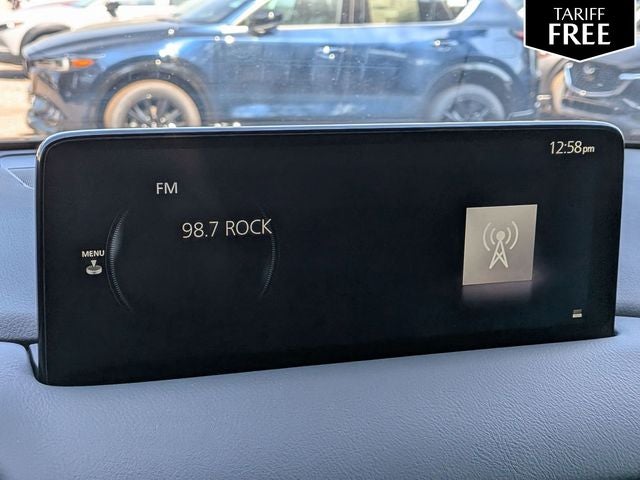 TARIFF
FREE
12:58pm
FM
98.7 ROCK
MENU